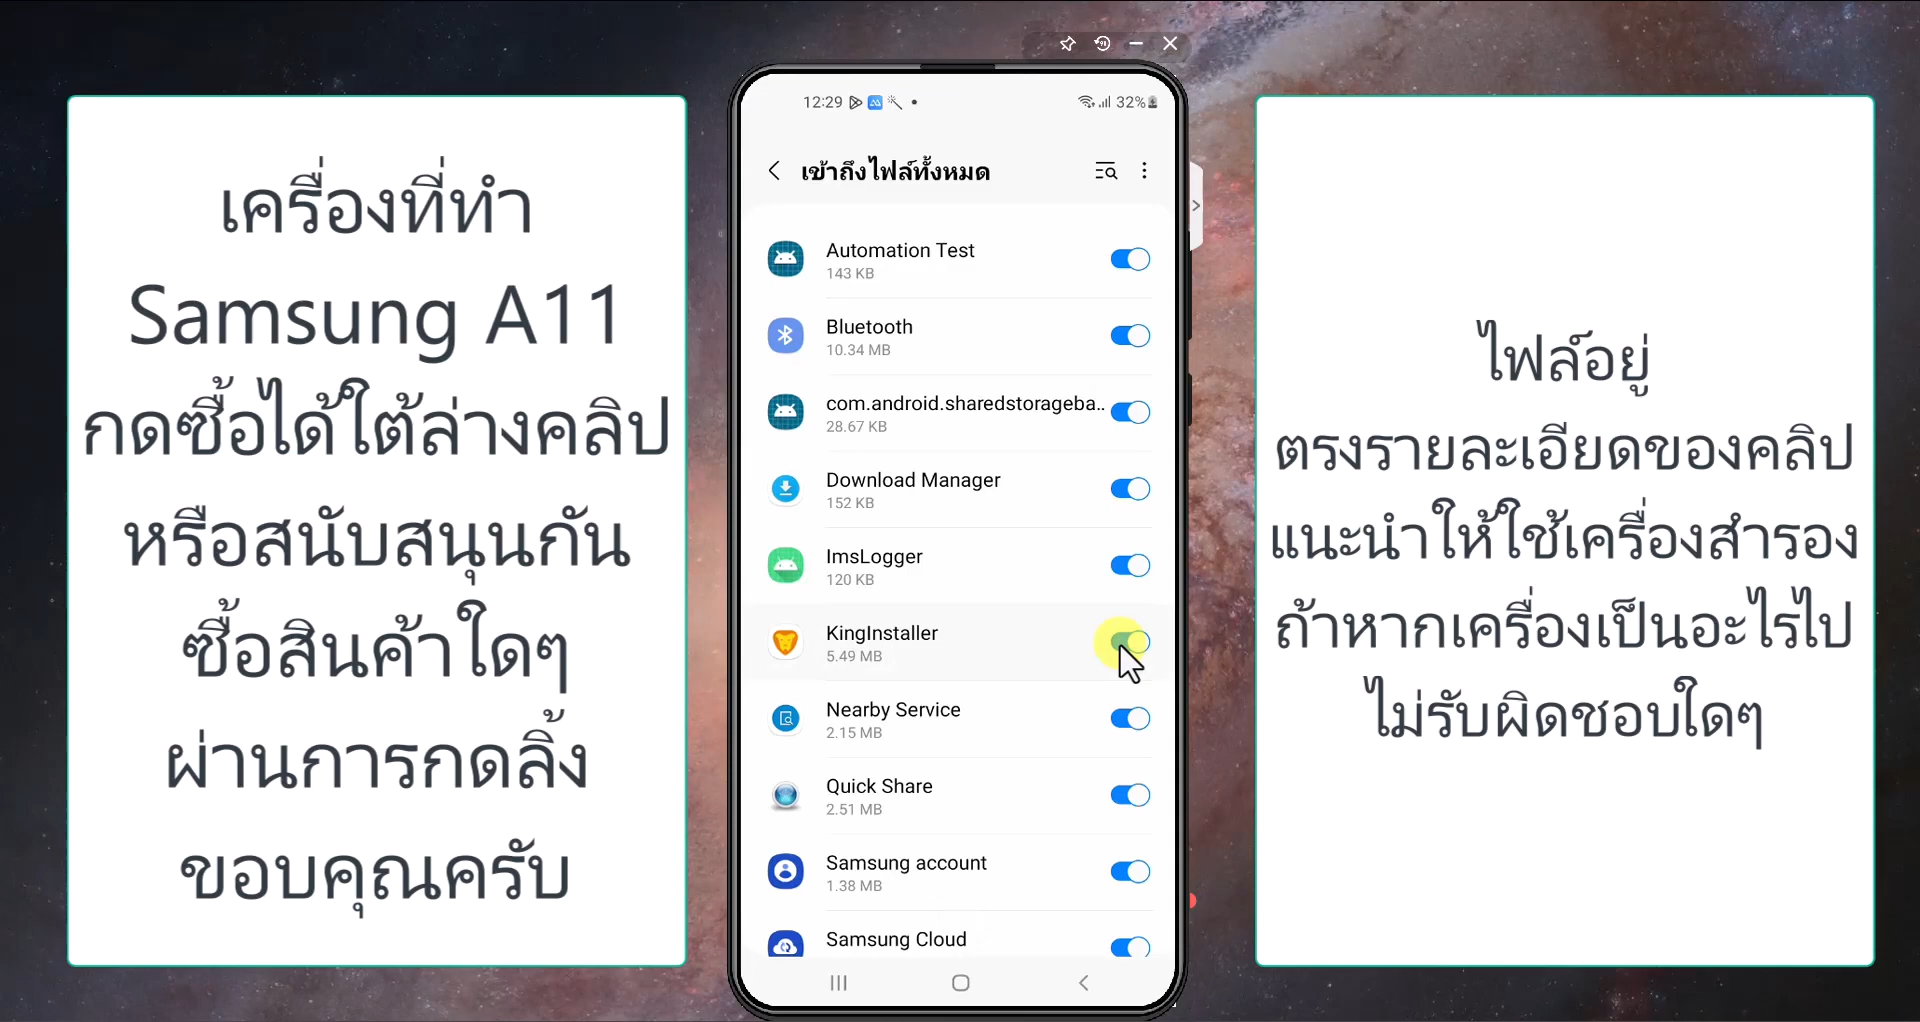 เครื่องที่ทำ
Samsung A11
กดซื้อได้ใต้ล่างคลิป
หรือสนับสนุนกัน
ซื้อสินค้าใดๆ
ผ่านการกดลิ้ง
ขอบคุณครับ
12:29
32%
เข้าถึงไฟล์ทั้งหมด
Automation Test
143 KB
Bluetooth
10.34 MB
com.android.sharedstorageba..
28.67 KB
Download Manager
152 KB
ImsLogger
120 KB
KingInstaller
5.49 MB
Nearby Service
2.15 MB
Quick Share
2.51 MB
Samsung account
1.38 MB
Samsung Cloud
ไฟล์อยู่
ตรงรายละเอียดของคลิป
แนะนำให้ใช้เครื่องสำรอง
ถ้าหากเครื่องเป็นอะไรไป
ไม่รับผิดชอบใดๆ